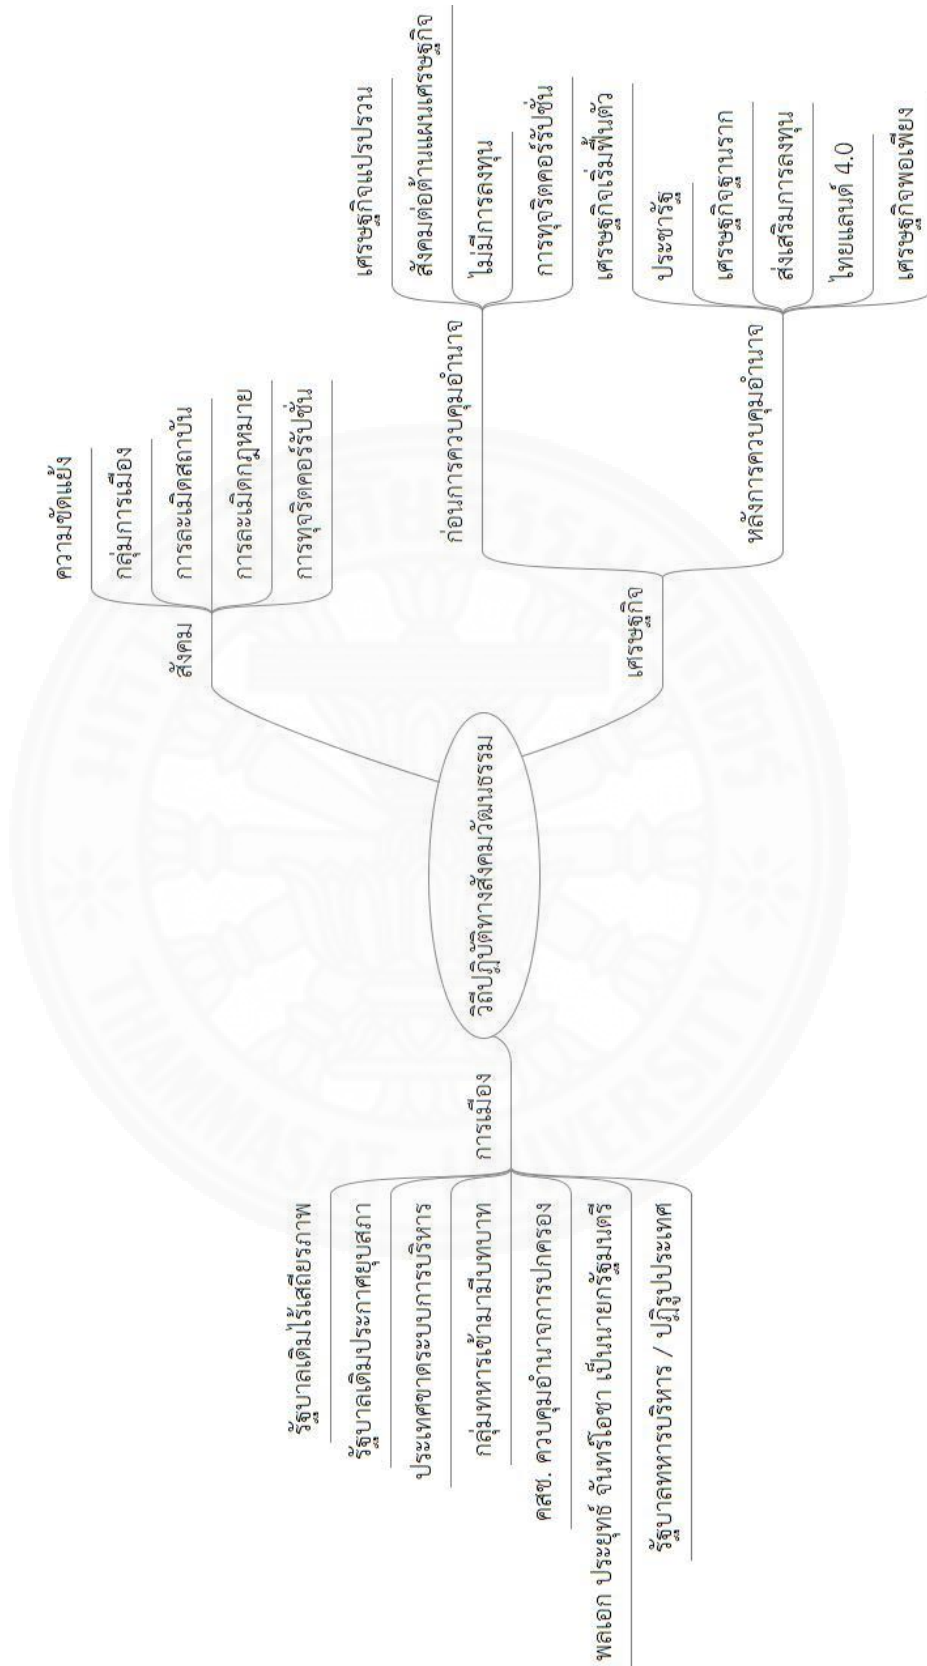 วิถีปฏิบัติทางสังคมวัฒนธรรม
การเมือง
รัฐบาลเดิมไร้เสถียรภาพ
รัฐบาลเดิมประกาศยุบสภา
ประเทศขาดระบบการบริหาร
กลุ่มทหารเข้ามามีบทบาท
คสช. ควบคุมอำนาจการปกครอง
พลเอก ประยุทธ์ จันทร์โอชา เป็นนายกรัฐมนตรี
รัฐบาลทหารบริหาร / ปฏิรูปประเทศ
สังคม
ความขัดแย้ง
กลุ่มการเมือง
การละเมิดสถาบัน
การละเมิดกฎหมาย
การทุจริตคอร์รัปชั่น
เศรษฐกิจ
ก่อนการควบคุมอำนาจ
เศรษฐกิจแปรปรวน
สังคมต่อต้านแผนเศรษฐกิจ
ไม่มีการลงทุน
การทุจริตคอร์รัปชั่น
หลังการควบคุมอำนาจ
เศรษฐกิจเริ่มฟื้นตัว
ประชารัฐ
เศรษฐกิจฐานราก
ส่งเสริมการลงทุน
ไทยแลนด์ 4.0
เศรษฐกิจพอเพียง
THAMMASAT UNIVERSITY